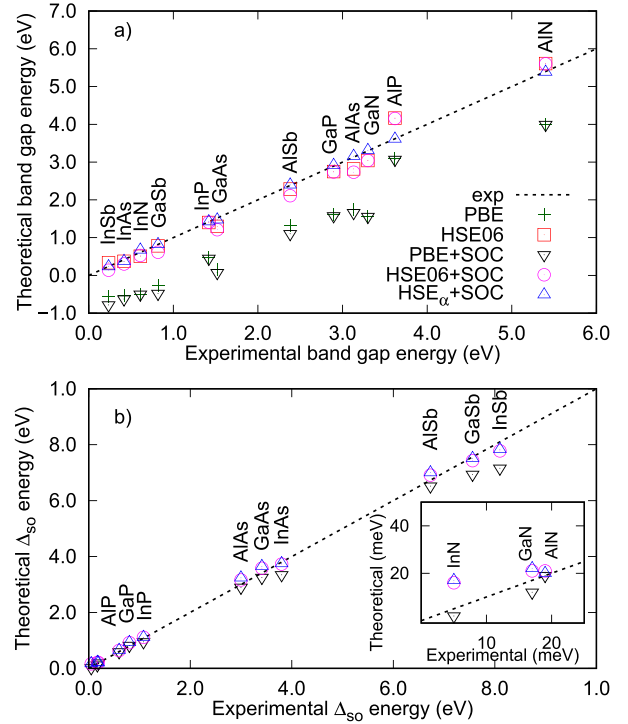 a)
Theoretical band gap energy (eV)
7.0
6.0
5.0
4.0
3.0
2.0
1.0
0.0
−1.0
InSb
InAs
InN
GaSb
InP
GaAs
AlSb
GaP
AlAs
GaN
AlP
AlN
exp
PBE
HSE06
PBE+SOC
HSE06+SOC
HSEα+SOC
0.0 1.0 2.0 3.0 4.0 5.0 6.0
Experimental band gap energy (eV)
b)
Theoretical Δso energy (eV)
1.0
8.0
6.0
4.0
2.0
0.0
AlP
GaP
InP
AlAs
GaAs
InAs
AlSb
GaSb
InSb
Theoretical (meV)
40
20
InN
GaN
AlN
10 20
Experimental (meV)
0.0 2.0 4.0 6.0 8.0 1.0
Experimental Δso energy (eV)